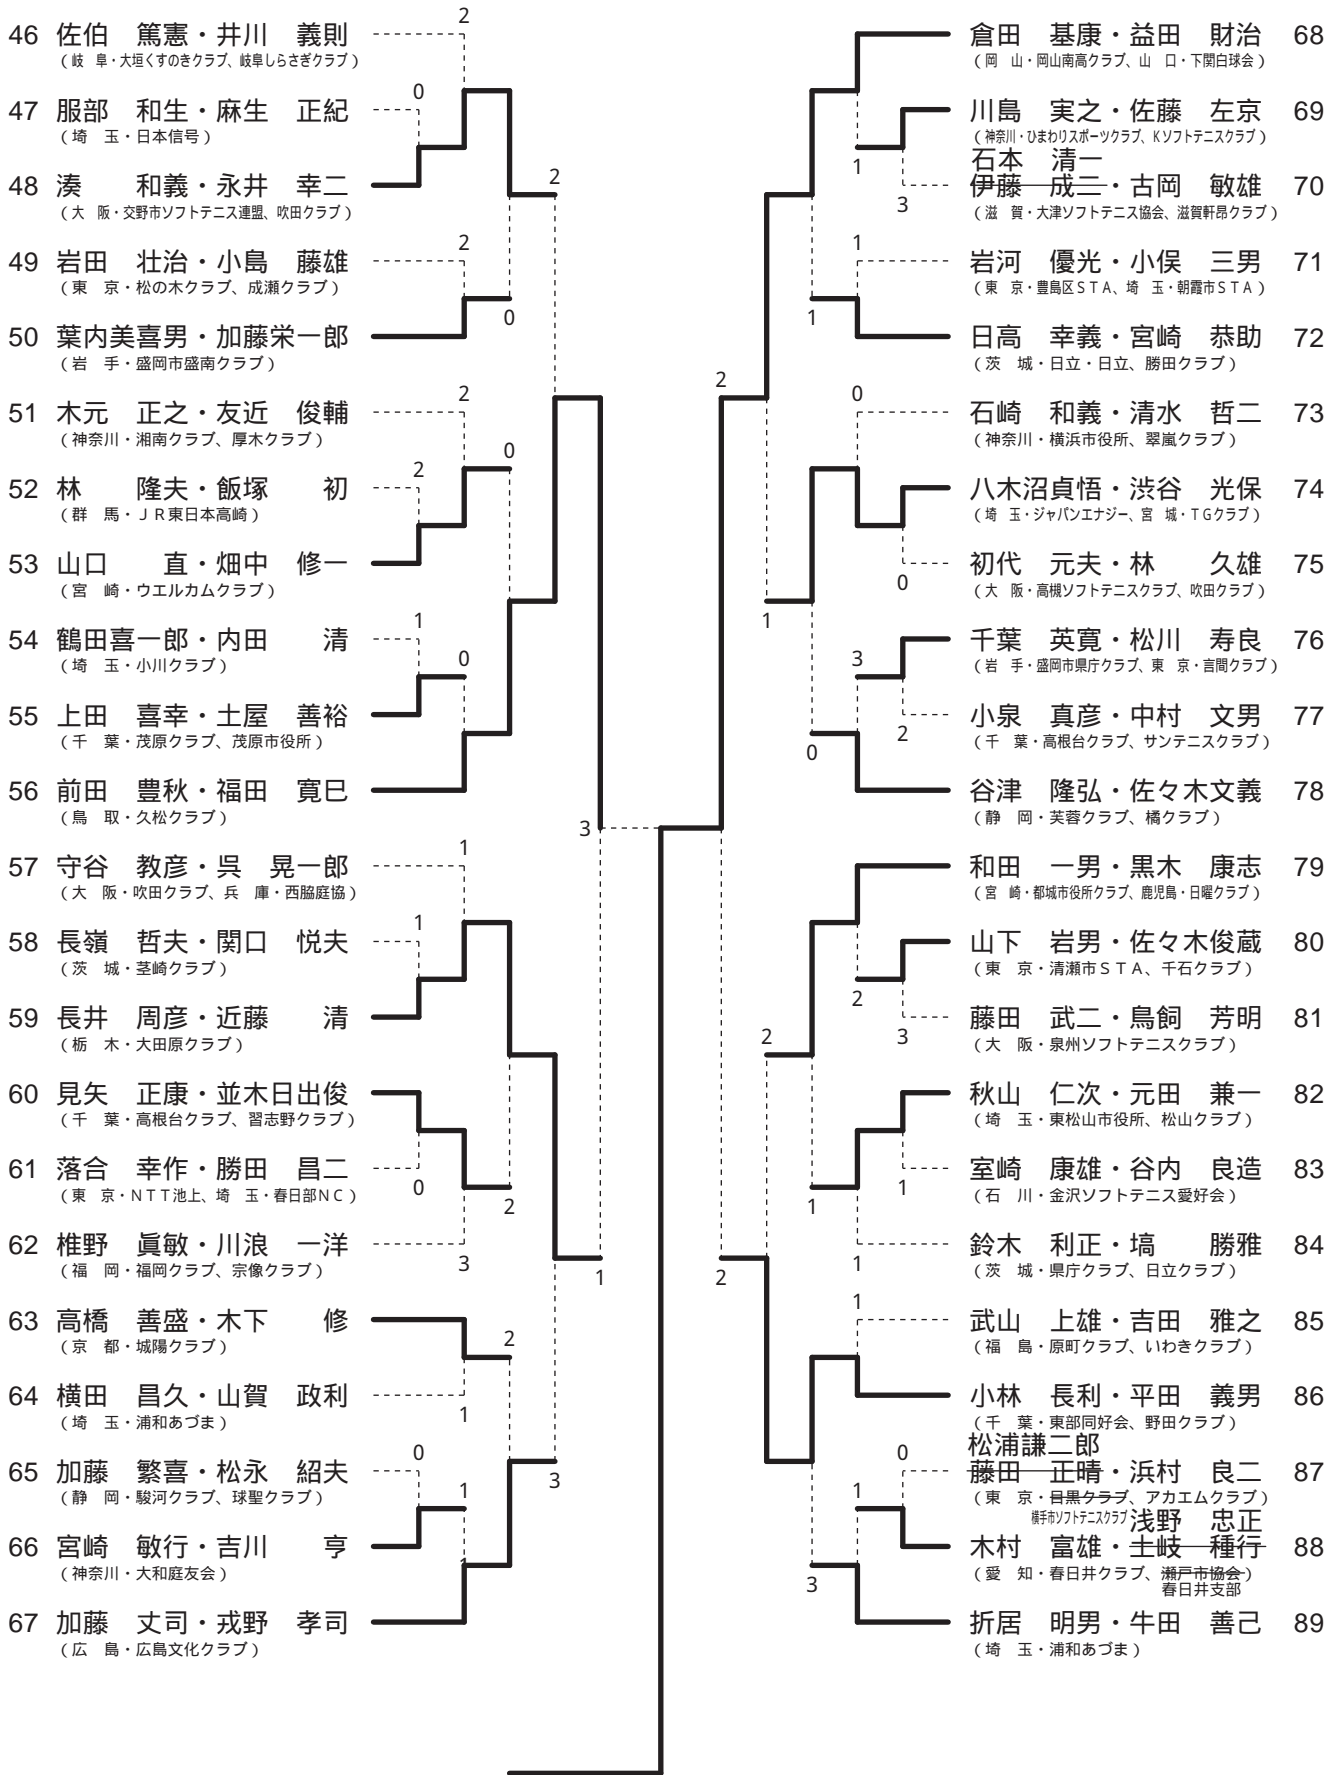 46 佐伯　篤憲・井川　義則
（岐　阜・大垣くすのきクラブ、岐阜しらさぎクラブ）
47 服部　和生・麻生　正紀
（埼　玉・日本信号）
48 湊　　和義・永井　幸二
（大　阪・交野市ソフトテニス連盟、吹田クラブ）
49 岩田　壮治・小島　藤雄
（東　京・松の木クラブ、成瀬クラブ）
50 葉内美喜男・加藤栄一郎
（岩　手・盛岡市盛南クラブ）
51 木元　正之・友近　俊輔
（神奈川・湘南クラブ、厚木クラブ）
52 林　　隆夫・飯塚　　初
（群　馬・ＪＲ東日本高崎）
53 山口　　直・畑中　修一
（宮　崎・ウエルカムクラブ）
54 鶴田喜一郎・内田　　清
（埼　玉・小川クラブ）
55 上田　喜幸・土屋　善裕
（千　葉・茂原クラブ、茂原市役所）
56 前田　豊秋・福田　寛巳
（鳥　取・久松クラブ）
57 守谷　教彦・呉　晃一郎
（大　阪・吹田クラブ、兵　庫・西脇庭協）
58 長嶺　哲夫・関口　悦夫
（茨　城・茎崎クラブ）
59 長井　周彦・近藤　　清
（栃　木・大田原クラブ）
60 見矢　正康・並木日出俊
（千　葉・高根台クラブ、習志野クラブ）
61 落合　幸作・勝田　昌二
（東　京・ＮＴＴ池上、埼　玉・春日部ＮＣ）
62 椎野　眞敏・川浪　一洋
（福　岡・福岡クラブ、宗像クラブ）
63 高橋　善盛・木下　　修
（京　都・城陽クラブ）
64 横田　昌久・山賀　政利
（埼　玉・浦和あづま）
65 加藤　繁喜・松永　紹夫
（静　岡・駿河クラブ、球聖クラブ）
66 宮崎　敏行・吉川　　亨
（神奈川・大和庭友会）
67 加藤　丈司・戎野　孝司
（広　島・広島文化クラブ）
2
0
2
2
0
2
0
2
1
0
3
1
1
0
2
3
1
2
1
0
1
3
1
倉田　基康・益田　財治 68
（岡　山・岡山南高クラブ、山　口・下関白球会）
川島　実之・佐藤　左京 69
（神奈川・ひまわりスポーツクラブ、Ｋソフトテニスクラブ）
石本　清一
伊藤　成二・古岡　敏雄 70
（滋　賀・大津ソフトテニス協会、滋賀軒昂クラブ）
岩河　優光・小俣　三男 71
（東　京・豊島区ＳＴＡ、埼　玉・朝霞市ＳＴＡ）
日高　幸義・宮崎　恭助 72
（茨　城・日立・日立、勝田クラブ）
石崎　和義・清水　哲二 73
（神奈川・横浜市役所、翠嵐クラブ）
八木沼貞悟・渋谷　光保 74
（埼　玉・ジャパンエナジー、宮　城・ＴＧクラブ）
初代　元夫・林　　久雄 75
（大　阪・高槻ソフトテニスクラブ、吹田クラブ）
千葉　英寛・松川　寿良 76
（岩　手・盛岡市県庁クラブ、東　京・言間クラブ）
小泉　真彦・中村　文男 77
（千　葉・高根台クラブ、サンテニスクラブ）
谷津　隆弘・佐々木文義 78
（静　岡・芙蓉クラブ、橘クラブ）
和田　一男・黒木　康志 79
（宮　崎・都城市役所クラブ、鹿児島・日曜クラブ）
山下　岩男・佐々木俊蔵 80
（東　京・清瀬市ＳＴＡ、千石クラブ）
藤田　武二・鳥飼　芳明 81
（大　阪・泉州ソフトテニスクラブ）
秋山　仁次・元田　兼一 82
（埼　玉・東松山市役所、松山クラブ）
室崎　康雄・谷内　良造 83
（石　川・金沢ソフトテニス愛好会）
鈴木　利正・塙　　勝雅 84
（茨　城・県庁クラブ、日立クラブ）
武山　上雄・吉田　雅之 85
（福　島・原町クラブ、いわきクラブ）
小林　長利・平田　義男 86
（千　葉・東部同好会、野田クラブ）
松浦謙二郎
藤田　正晴・浜村　良二 87
（東　京・目黒クラブ、アカエムクラブ）
横手市ソフトテニスクラブ 浅野　忠正
木村　富雄・土岐　種行 88
（愛　知・春日井クラブ、瀬戸市協会）
春日井支部
折居　明男・牛田　善己 89
（埼　玉・浦和あづま）
1
3
1
1
2
0
0
1
3
2
0
2
3
2
1
1
1
2
1
0
1
3